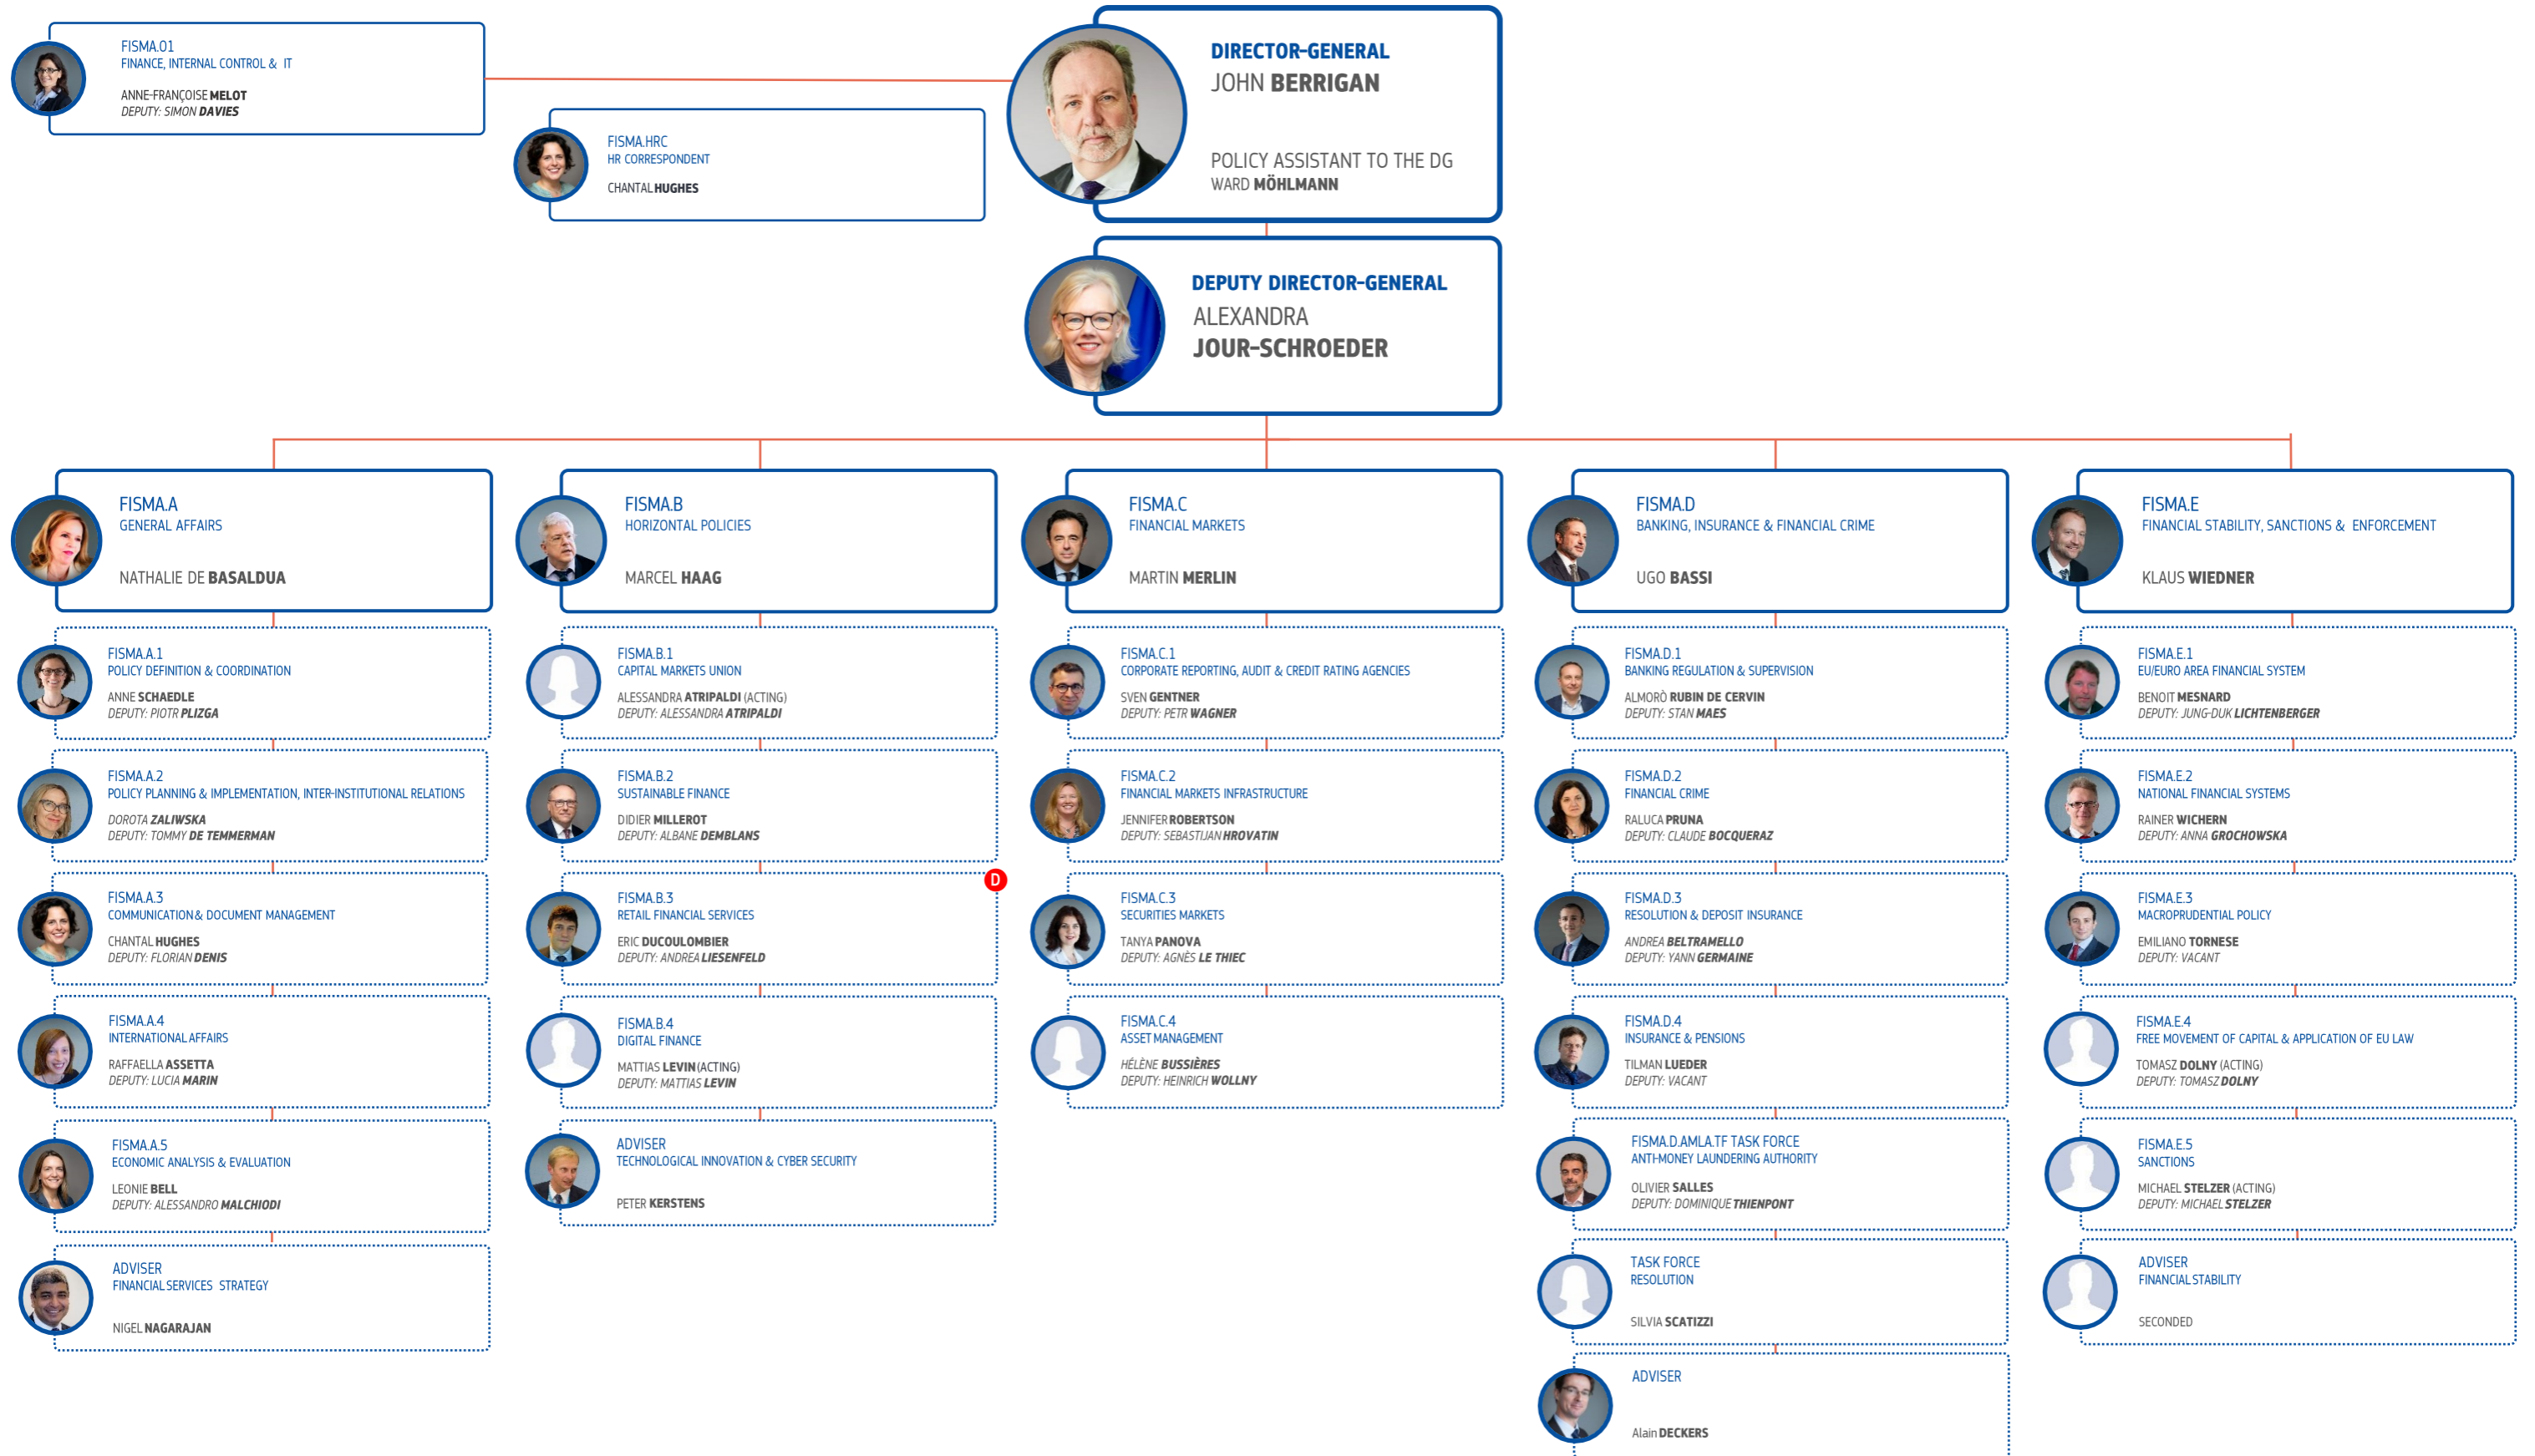 FISMA.01
FINANCE, INTERNAL CONTROL & IT
ANNE-FRANÇOISE MELOT
DEPUTY: SIMON DAVIES
FISMA.HRC
HR CORRESPONDENT
CHANTAL HUGHES
DIRECTOR-GENERAL
JOHN BERRIGAN
POLICY ASSISTANT TO THE DG
WARD MÖHLMANN
DEPUTY DIRECTOR-GENERAL
ALEXANDRA
JOUR-SCHROEDER
FISMA.A
GENERAL AFFAIRS
NATHALIE DE BASALDUA
FISMA.A.1
POLICY DEFINITION & COORDINATION
ANNE SCHAEDLE
DEPUTY: PIOTR PLIZGA
FISMA.A.2
POLICY PLANNING & IMPLEMENTATION, INTER-INSTITUTIONAL RELATIONS
DOROTA ZALIWSKA
DEPUTY: TOMMY DE TEMMERMAN
FISMA.A.3
COMMUNICATION & DOCUMENT MANAGEMENT
CHANTAL HUGHES
DEPUTY: FLORIAN DENIS
FISMA.A.4
INTERNATIONAL AFFAIRS
RAFFAELLA ASSETTA
DEPUTY: LUCIA MARIN
FISMA.A.5
ECONOMIC ANALYSIS & EVALUATION
LEONIE BELL
DEPUTY: ALESSANDRO MALCHIODI
ADVISER
FINANCIAL SERVICES STRATEGY
NIGEL NAGARAJAN
FISMA.B
HORIZONTAL POLICIES
MARCEL HAAG
FISMA.B.1
CAPITAL MARKETS UNION
ALESSANDRA ATRIPALDI (ACTING)
DEPUTY: ALESSANDRA ATRIPALDI
FISMA.B.2
SUSTAINABLE FINANCE
DIDIER MILLEROT
DEPUTY: ALBANE DEMBLANS
D
FISMA.B.3
RETAIL FINANCIAL SERVICES
ERIC DUCOULOMBIER
DEPUTY: ANDREA LIESENFELD
FISMA.B.4
DIGITAL FINANCE
MATTIAS LEVIN (ACTING)
DEPUTY: MATTIAS LEVIN
ADVISER
TECHNOLOGICAL INNOVATION & CYBER SECURITY
PETER KERSTENS
FISMA.C
FINANCIAL MARKETS
MARTIN MERLIN
FISMA.C.1
CORPORATE REPORTING, AUDIT & CREDIT RATING AGENCIES
SVEN GENTNER
DEPUTY: PETR WAGNER
FISMA.C.2
FINANCIAL MARKETS INFRASTRUCTURE
JENNIFER ROBERTSON
DEPUTY: SEBASTIJAN HROVATIN
FISMA.C.3
SECURITIES MARKETS
TANYA PANOVA
DEPUTY: AGNÈS LE THIEC
FISMA.C.4
ASSET MANAGEMENT
HÉLÈNE BUSSIÈRES
DEPUTY: HEINRICH WOLLNY
FISMA.D
BANKING, INSURANCE & FINANCIAL CRIME
UGO BASSI
FISMA.D.1
BANKING REGULATION & SUPERVISION
ALMORÒ RUBIN DE CERVIN
DEPUTY: STAN MAES
FISMA.D.2
FINANCIAL CRIME
RALUCA PRUNA
DEPUTY: CLAUDE BOCQUERAZ
FISMA.D.3
RESOLUTION & DEPOSIT INSURANCE
ANDREA BELTRAMELLO
DEPUTY: YANN GERMAINE
FISMA.D.4
INSURANCE & PENSIONS
TILMAN LUEDER
DEPUTY: VACANT
FISMA.D.AMLA.TF TASK FORCE
ANTI-MONEY LAUNDERING AUTHORITY
OLIVIER SALLES
DEPUTY: DOMINIQUE THIENPONT
TASK FORCE
RESOLUTION
SILVIA SCATIZZI
ADVISER
Alain DECKERS
FISMA.E
FINANCIAL STABILITY, SANCTIONS & ENFORCEMENT
KLAUS WIEDNER
FISMA.E.1
EU/EURO AREA FINANCIAL SYSTEM
BENOIT MESNARD
DEPUTY: JUNG-DUK LICHTENBERGER
FISMA.E.2
NATIONAL FINANCIAL SYSTEMS
RAINER WICHERN
DEPUTY: ANNA GROCHOWSKA
FISMA.E.3
MACROPRUDENTIAL POLICY
EMILIANO TORNESE
DEPUTY: VACANT
FISMA.E.4
FREE MOVEMENT OF CAPITAL & APPLICATION OF EU LAW
TOMASZ DOLNY (ACTING)
DEPUTY: TOMASZ DOLNY
FISMA.E.5
SANCTIONS
MICHAEL STELZER (ACTING)
DEPUTY: MICHAEL STELZER
ADVISER
FINANCIAL STABILITY
SECONDED